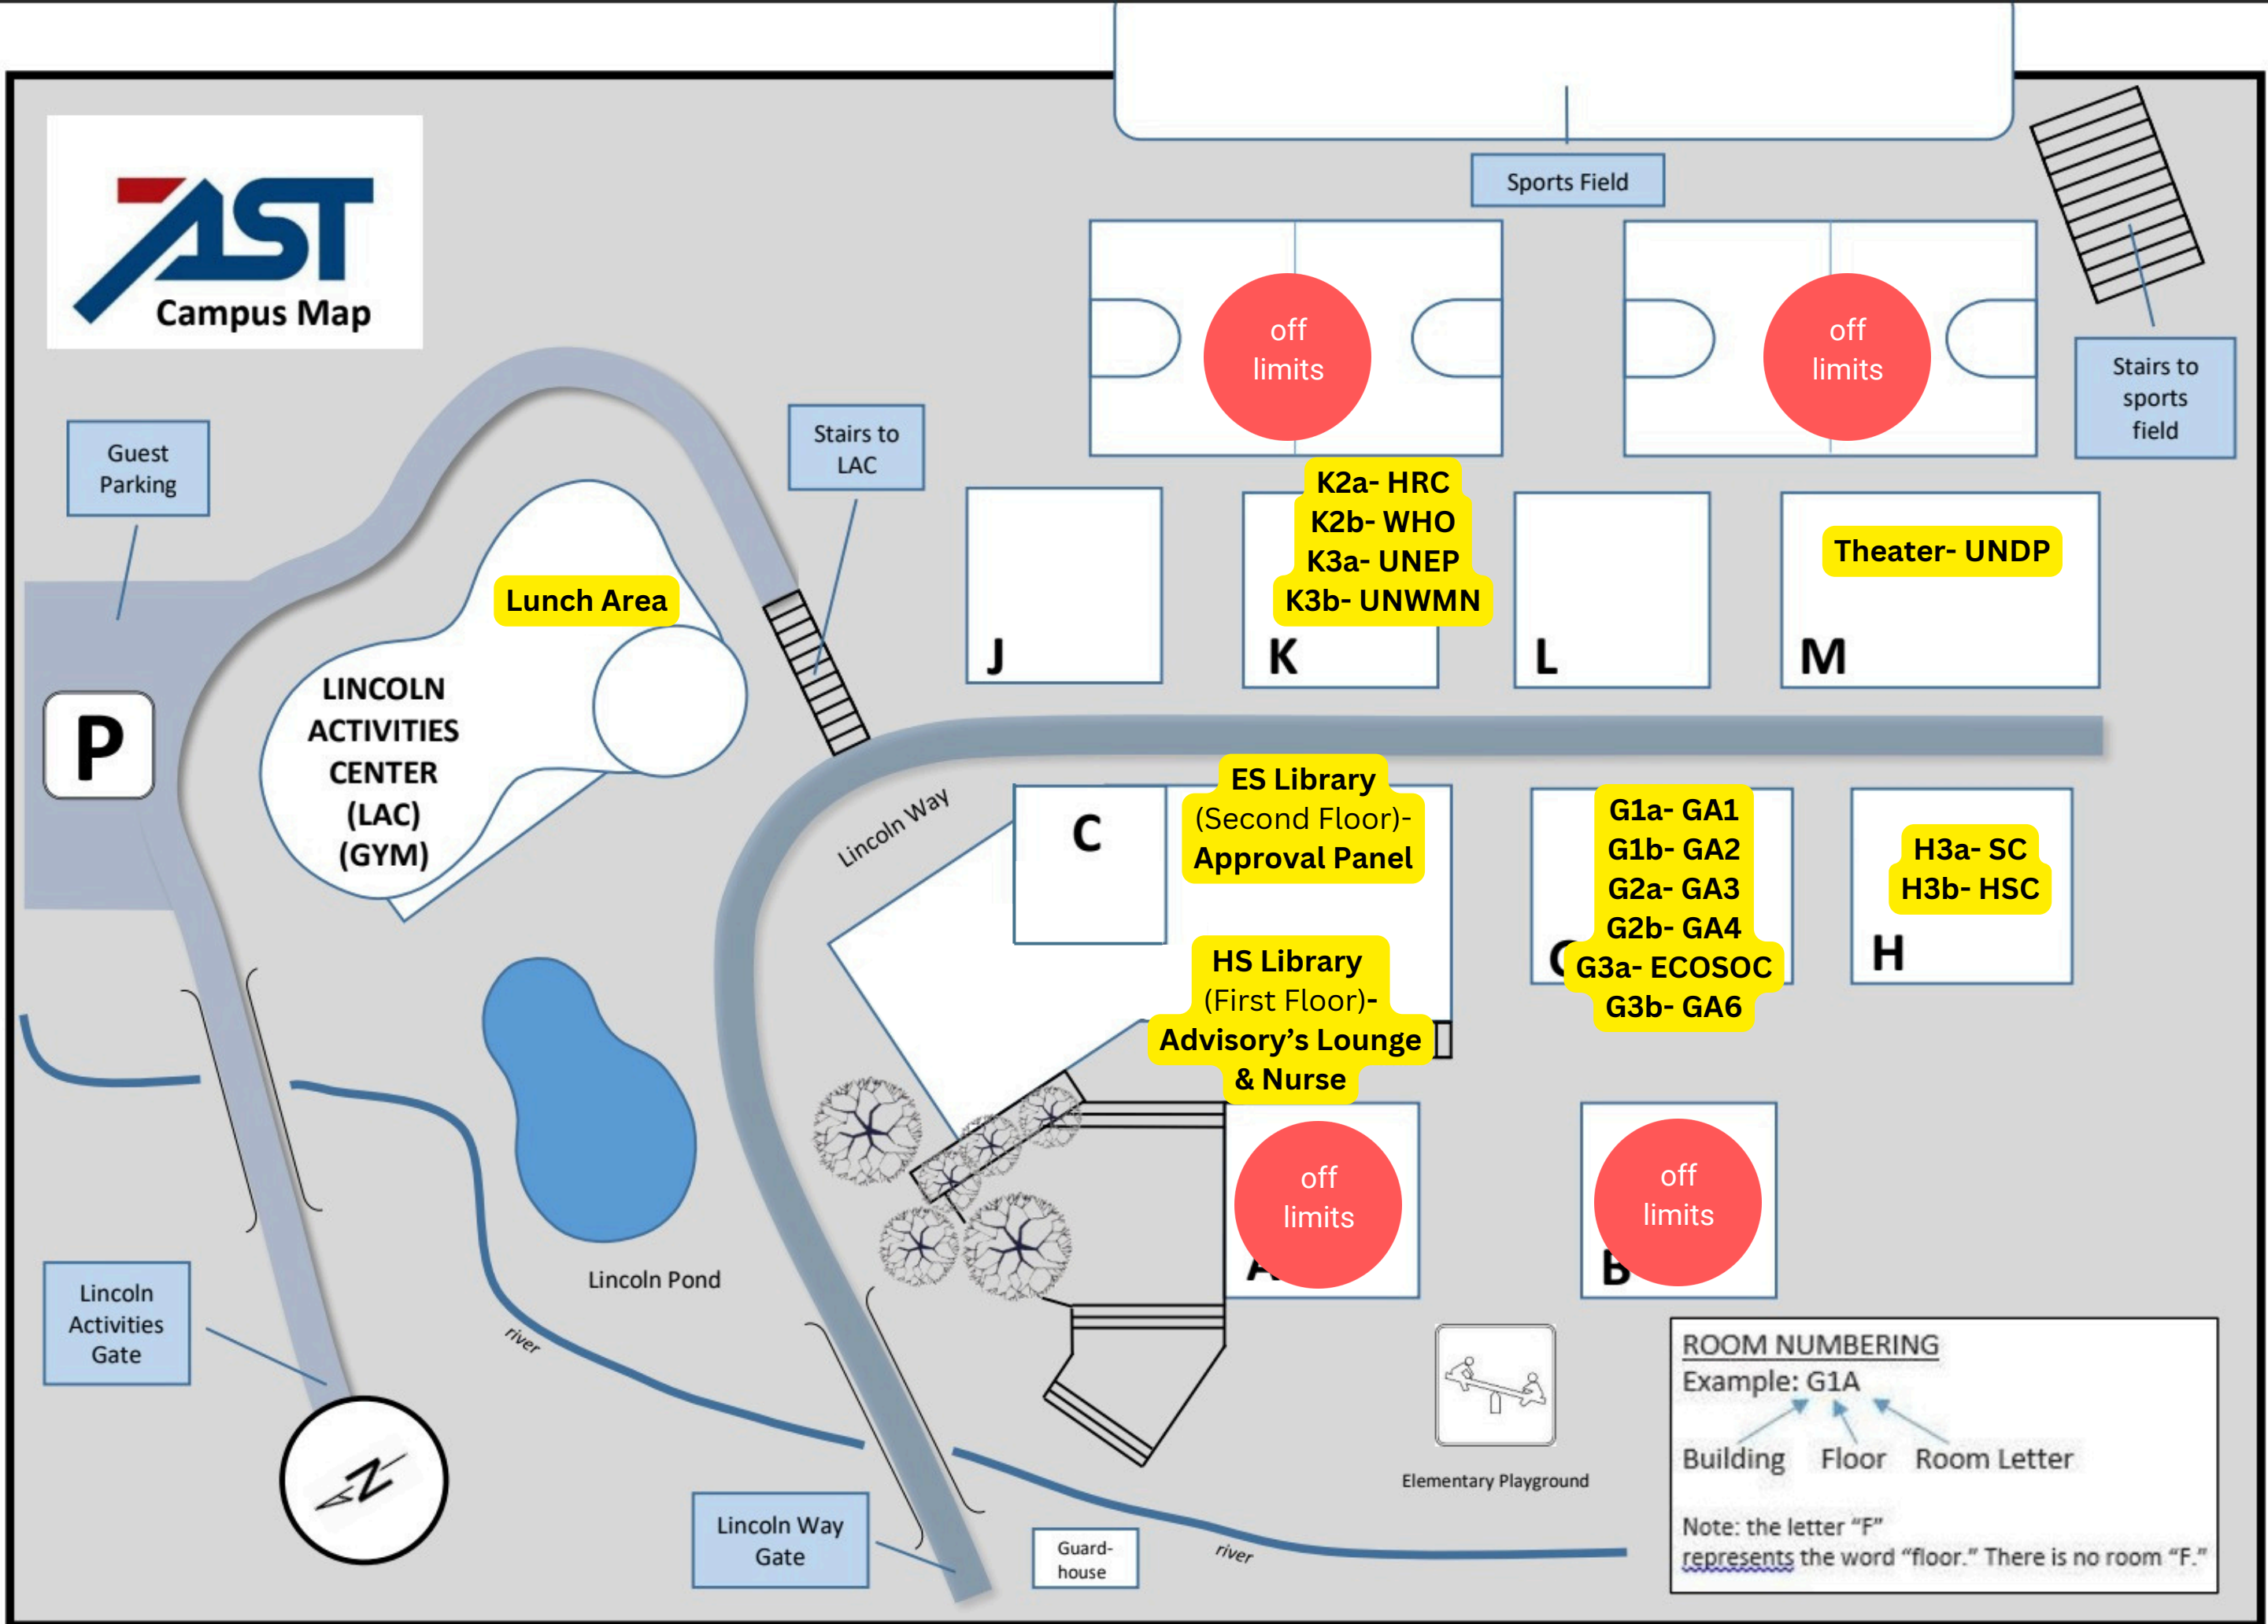 AST
Campus Map
Sports Field
off
limits
off
limits
Stairs to
sports
field
Guest
Parking
Stairs to
LAC
K2a- HRC
K2b- WHO
K3a- UNEP
K3b- UNWMN
Theater- UNDP
Lunch Area
J
K
L
M
LINCOLN
ACTIVITIES
CENTER
(LAC)
(GYM)
P
Lincoln Way
C
ES Library
(Second Floor)-
Approval Panel
G1a- GA1
G1b- GA2
G2a- GA3
G2b- GA4
G3a- ECOSOC
G3b- GA6
H3a- SC
H3b- HSC
H
HS Library
(First Floor)-
Advisory’s Lounge
& Nurse
off
limits
A
off
limits
B
Lincoln Pond
river
Lincoln
Activities
Gate
N
Elementary Playground
Lincoln Way
Gate
Guard-
house
river
ROOM NUMBERING
Example: G1A
Building Floor Room Letter
Note: the letter “F”
represents the word “floor.” There is no room “F.”